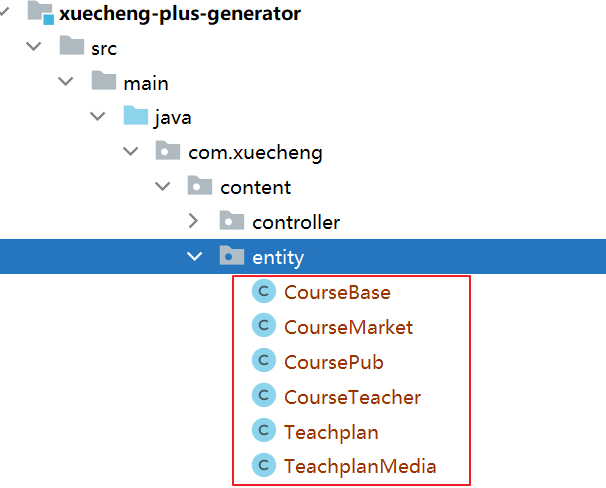 xuecheng-plus-generator
src
main
java
com.xuecheng
content
controller
entity
C CourseBase
C CourseMarket
C CoursePub
C CourseTeacher
C Teachplan
C TeachplanMedia